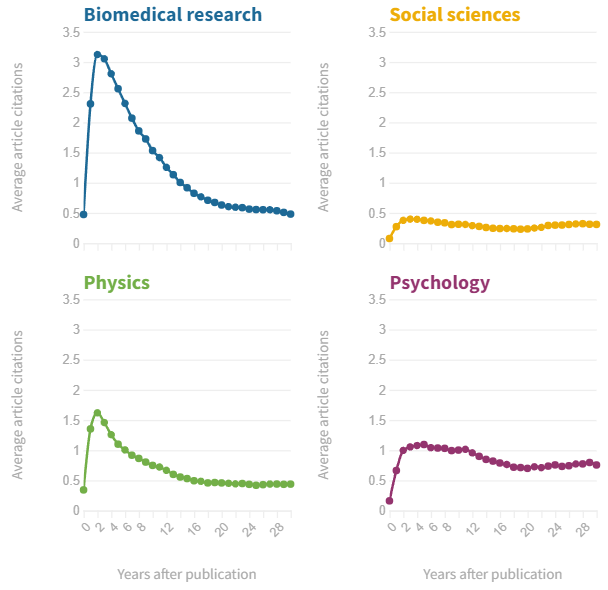 Biomedical research
Average article citations
3.5
3
2.5
2
1.5
1
0.5
0
Social sciences
Average article citations
3.5
3
2.5
2
1.5
1
0.5
0
Physics
Average article citations
3.5
3
2.5
2
1.5
1
0.5
0
0 2 4 6 8 12 16 20 24 28
Years after publication
Psychology
Average article citations
3.5
3
2.5
2
1.5
1
0.5
0
0 2 4 6 8 12 16 20 24 28
Years after publication